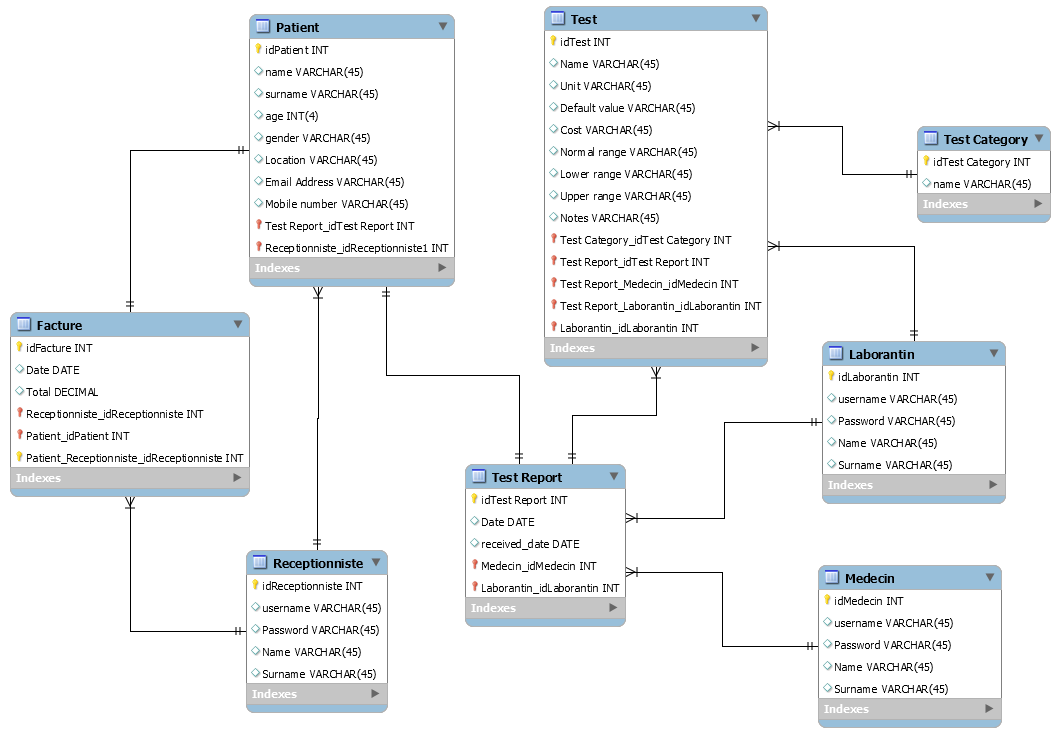 Patient
idPatient INT
name VARCHAR(45)
surname VARCHAR(45)
age INT(4)
gender VARCHAR(45)
Location VARCHAR(45)
Email Address VARCHAR(45)
Mobile number VARCHAR(45)
Test Report_idTest Report INT
Receptionniste_idReceptionniste1 INT
Indexes
Test
idTest INT
Name VARCHAR(45)
Unit VARCHAR(45)
Default value VARCHAR(45)
Cost VARCHAR(45)
Normal range VARCHAR(45)
Lower range VARCHAR(45)
Upper range VARCHAR(45)
Notes VARCHAR(45)
Test Category_idTest Category INT
Test Report_idTest Report INT
Test Report_Medecin_idMedecin INT
Test Report_Laborantin_idLaborantin INT
Laborantin_idLaborantin INT
Indexes
Test Category
idTest Category INT
name VARCHAR(45)
Indexes
Facture
idFacture INT
Date DATE
Total DECIMAL
Receptionniste_idReceptionniste INT
Patient_idPatient INT
Patient_Receptionniste_idReceptionniste INT
Indexes
Laborantin
idLaborantin INT
username VARCHAR(45)
Password VARCHAR(45)
Name VARCHAR(45)
Surname VARCHAR(45)
Indexes
Test Report
idTest Report INT
Date DATE
received_date DATE
Medecin_idMedecin INT
Laborantin_idLaborantin INT
Indexes
Receptionniste
idReceptionniste INT
username VARCHAR(45)
Password VARCHAR(45)
Name VARCHAR(45)
Surname VARCHAR(45)
Indexes
Medecin
idMedecin INT
username VARCHAR(45)
Password VARCHAR(45)
Name VARCHAR(45)
Surname VARCHAR(45)
Indexes